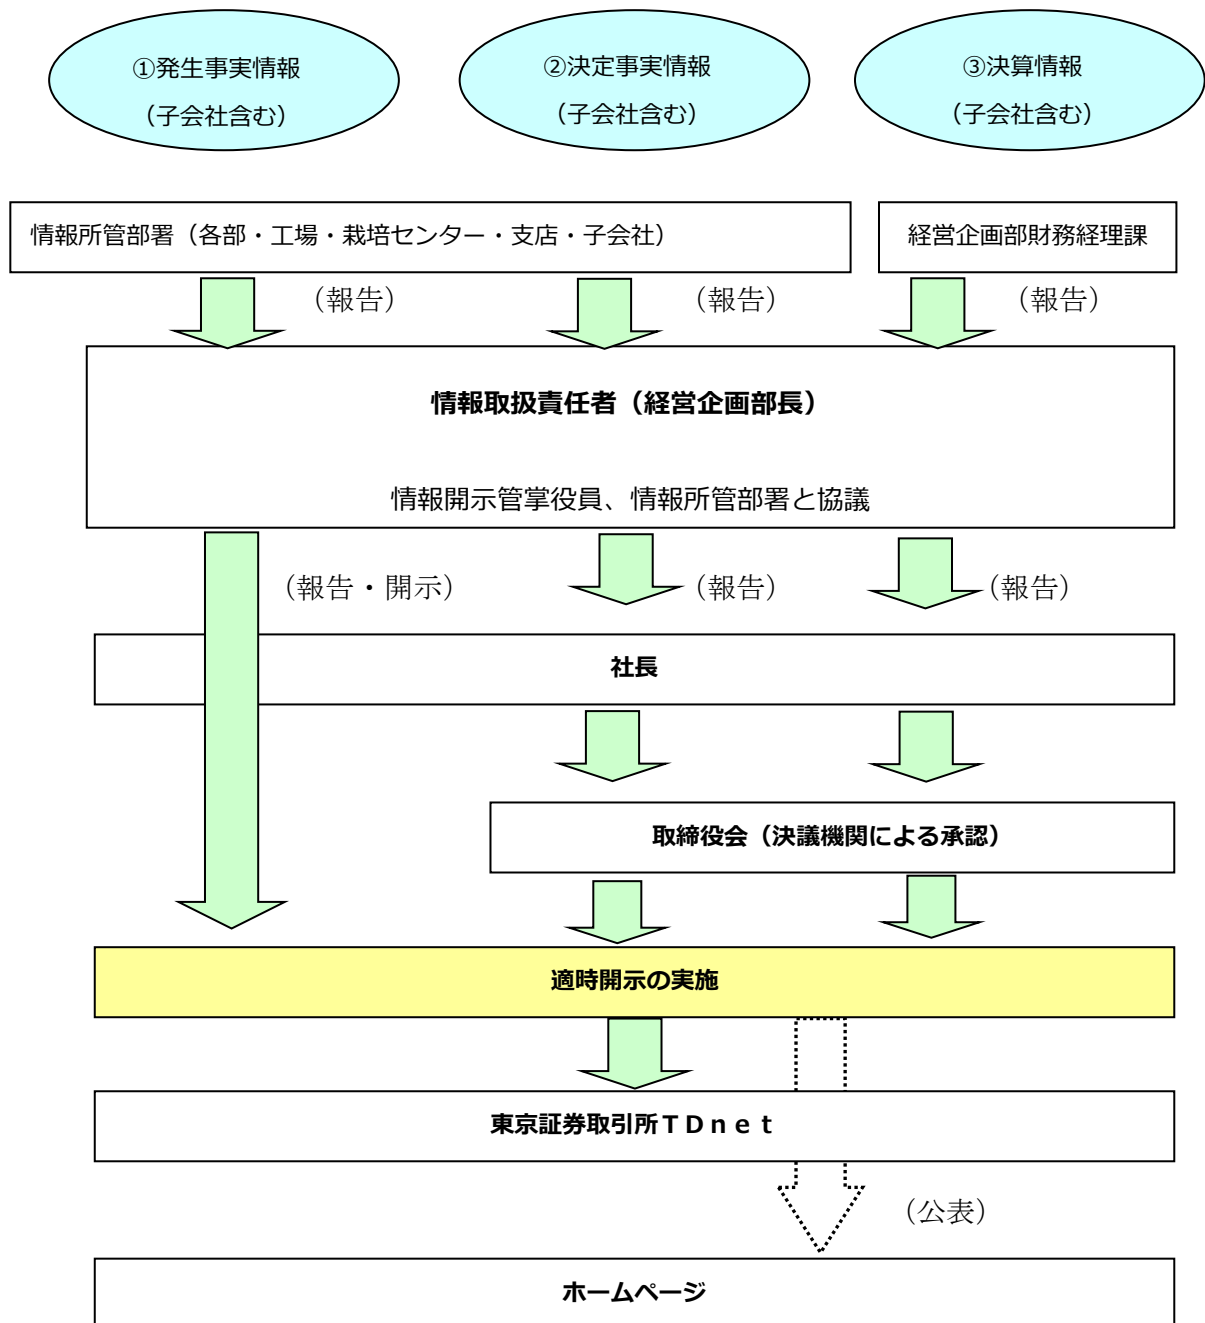 ①発生事実情報
（子会社含む）
②決定事実情報
（子会社含む）
③決算情報
（子会社含む）
情報所管部署（各部・工場・栽培センター・支店・子会社）
経営企画部財務経理課
（報告）
（報告）
（報告）
情報取扱責任者（経営企画部長）
情報開示管掌役員、情報所管部署と協議
（報告・開示）
（報告）
（報告）
社長
取締役会（決議機関による承認）
適時開示の実施
東京証券取引所ＴＤｎｅｔ
（公表）
ホームページ